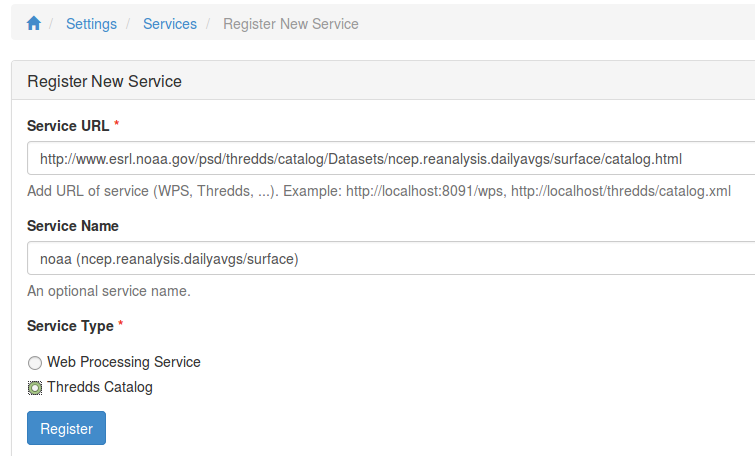 / Settings / Services / Register New Service
Register New Service
Service URL *
http://www.esrl.noaa.gov/psd/thredds/catalog/Datasets/ncep.reanalysis.dailyavgs/surface/catalog.html
Add URL of service (WPS, Thredds, ...). Example: http://localhost:8091/wps, http://localhost/thredds/catalog.xml
Service Name
noaa (ncep.reanalysis.dailyavgs/surface)
An optional service name.
Service Type *
Web Processing Service
Thredds Catalog
Register